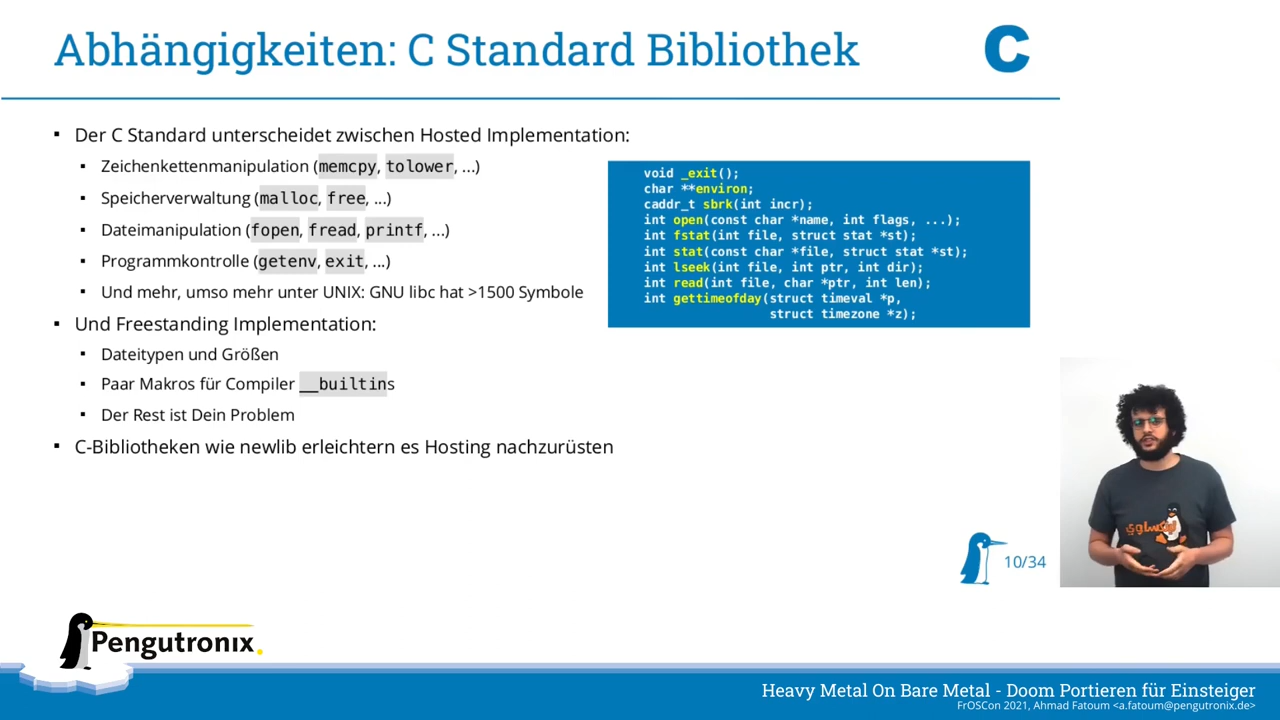 Abhängigkeiten: C Standard Bibliothek
C
▪ Der C Standard unterscheidet zwischen Hosted Implementation:
▪ Zeichenkettenmanipulation (memcpy, tolower, ...)
▪ Speicherverwaltung (malloc, free, ...)
▪ Dateimanipulation (fopen, fread, printf, ...)
▪ Programmkontrolle (getenv, exit, ...)
▪ Und mehr, umso mehr unter UNIX: GNU libc hat >1500 Symbole
▪ Und Freestanding Implementation:
▪ Dateitypen und Größen
▪ Paar Makros für Compiler __builtins
▪ Der Rest ist Dein Problem
▪ C-Bibliotheken wie newlib erleichtern es Hosting nachzurüsten
void _exit();
char **environ;
caddr_t sbrk(int incr);
int open(const char *name, int flags, ...);
int fstat(int file, struct stat *st);
int stat(const char *file, struct stat *st);
int lseek(int file, int ptr, int dir);
int read(int file, char *ptr, int len);
int gettimeofday(struct timeval *p,
struct timezone *z);
10/34
Pengutronix
Heavy Metal On Bare Metal - Doom Portieren für Einsteiger
FrOSCon 2021, Ahmad Fatoum <a.fatoum@pengutronix.de>